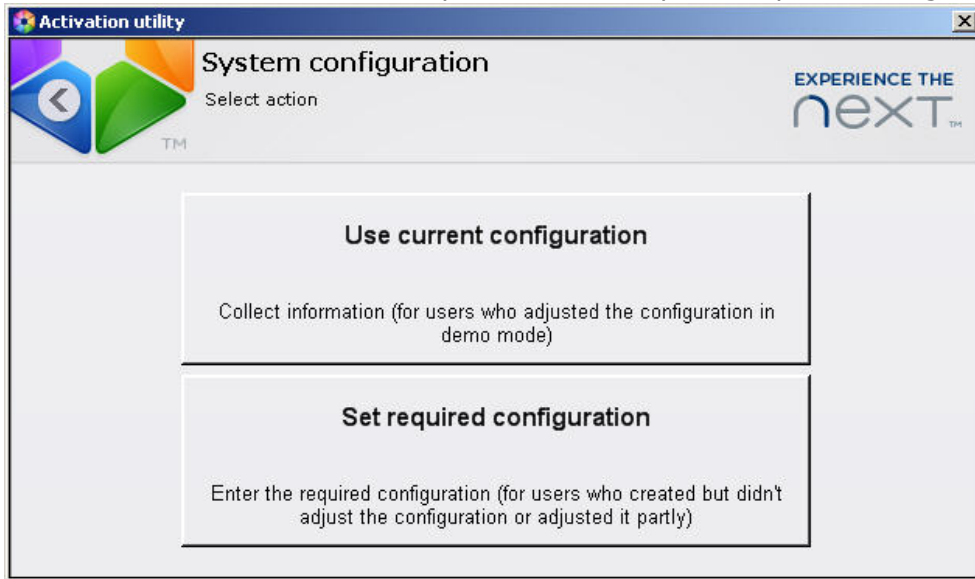 Activation utility
System configuration
Select action
EXPERIENCE THE
next™
TM
Use current configuration
Collect information (for users who adjusted the configuration in
demo mode)
Set required configuration
Enter the required configuration (for users who created but didn't
adjust the configuration or adjusted it partly)